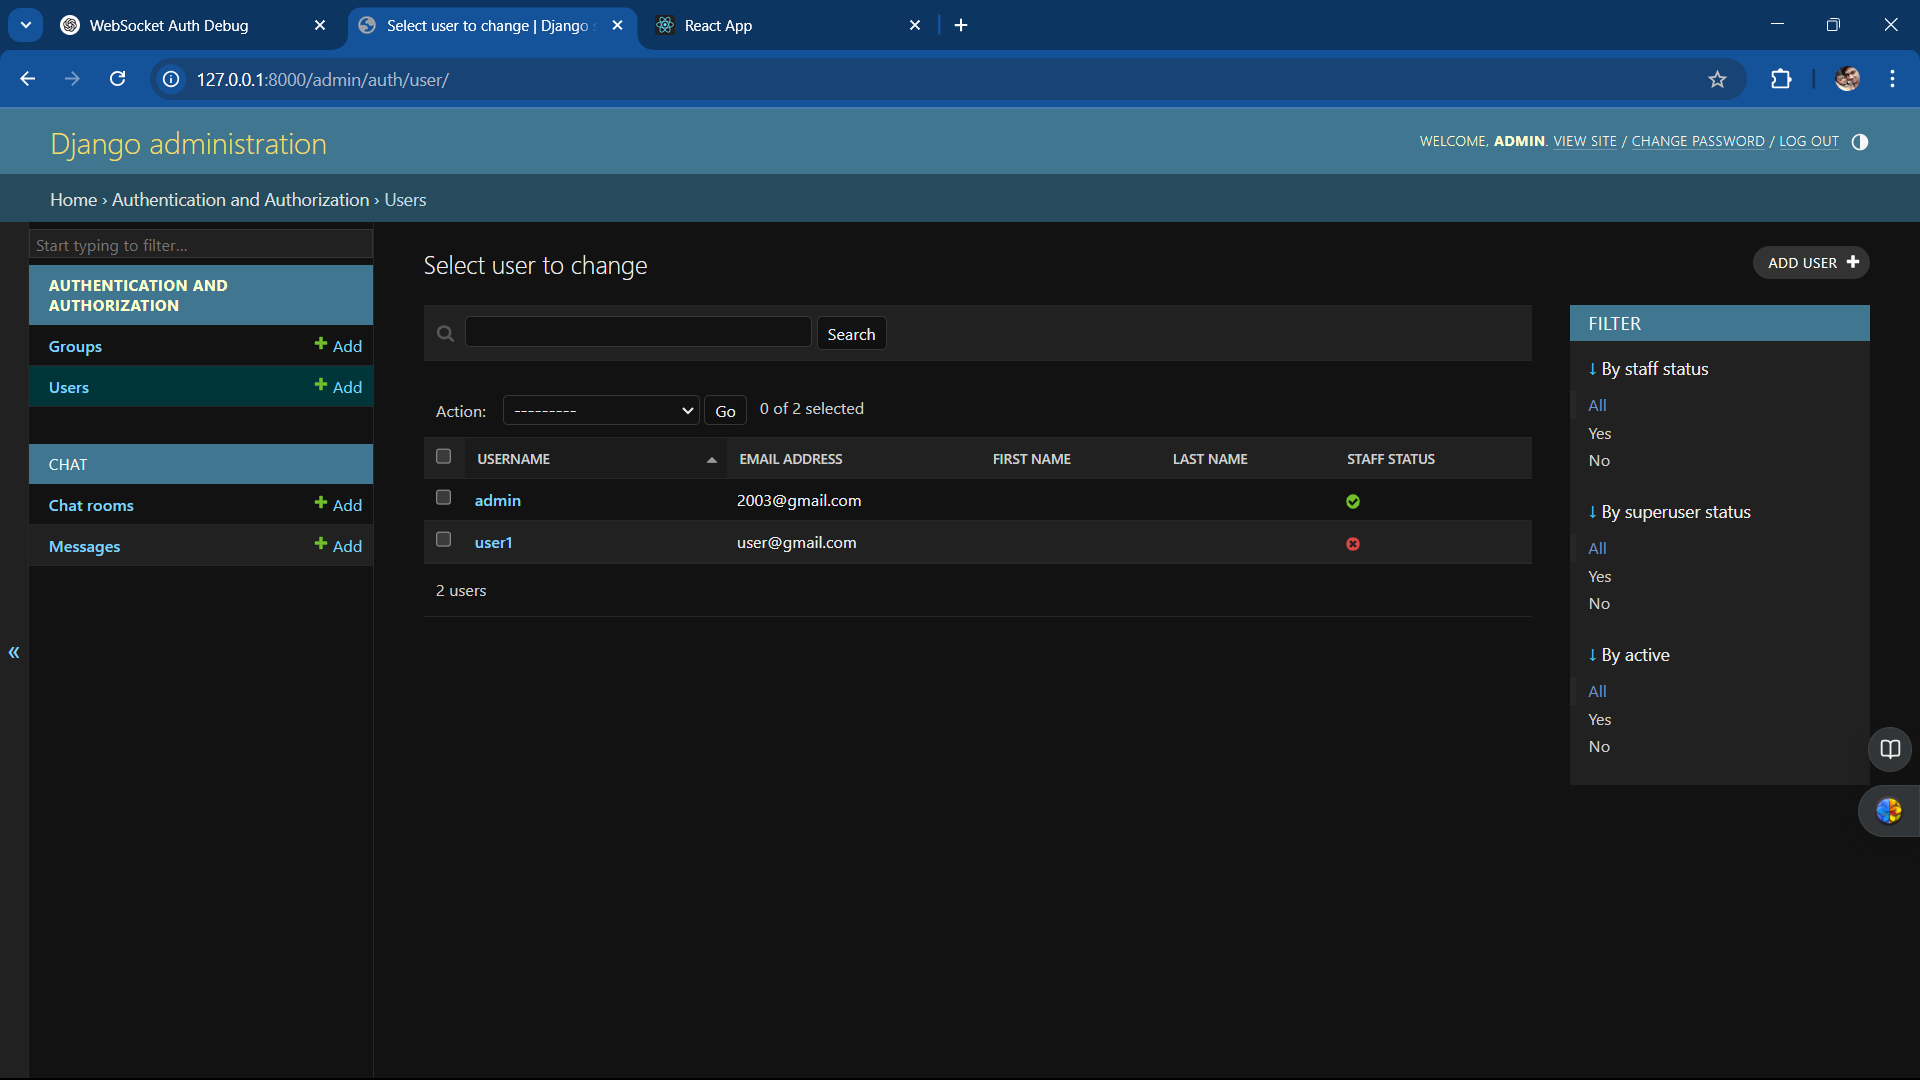 WebSocket Auth Debug
Select user to change | Django
React App
127.0.0.1:8000/admin/auth/user/
Django administration
WELCOME, ADMIN. VIEW SITE / CHANGE PASSWORD / LOG OUT
Home › Authentication and Authorization › Users
Start typing to filter...
AUTHENTICATION AND
AUTHORIZATION
Groups
+ Add
Users
+ Add
CHAT
Chat rooms
+ Add
Messages
+ Add
«
Select user to change
ADD USER +
Search
Action:
---------
Go
0 of 2 selected
USERNAME EMAIL ADDRESS FIRST NAME LAST NAME STAFF STATUS
admin 2003@gmail.com
user1 user@gmail.com
2 users
FILTER
↓ By staff status
All
Yes
No
↓ By superuser status
All
Yes
No
↓ By active
All
Yes
No